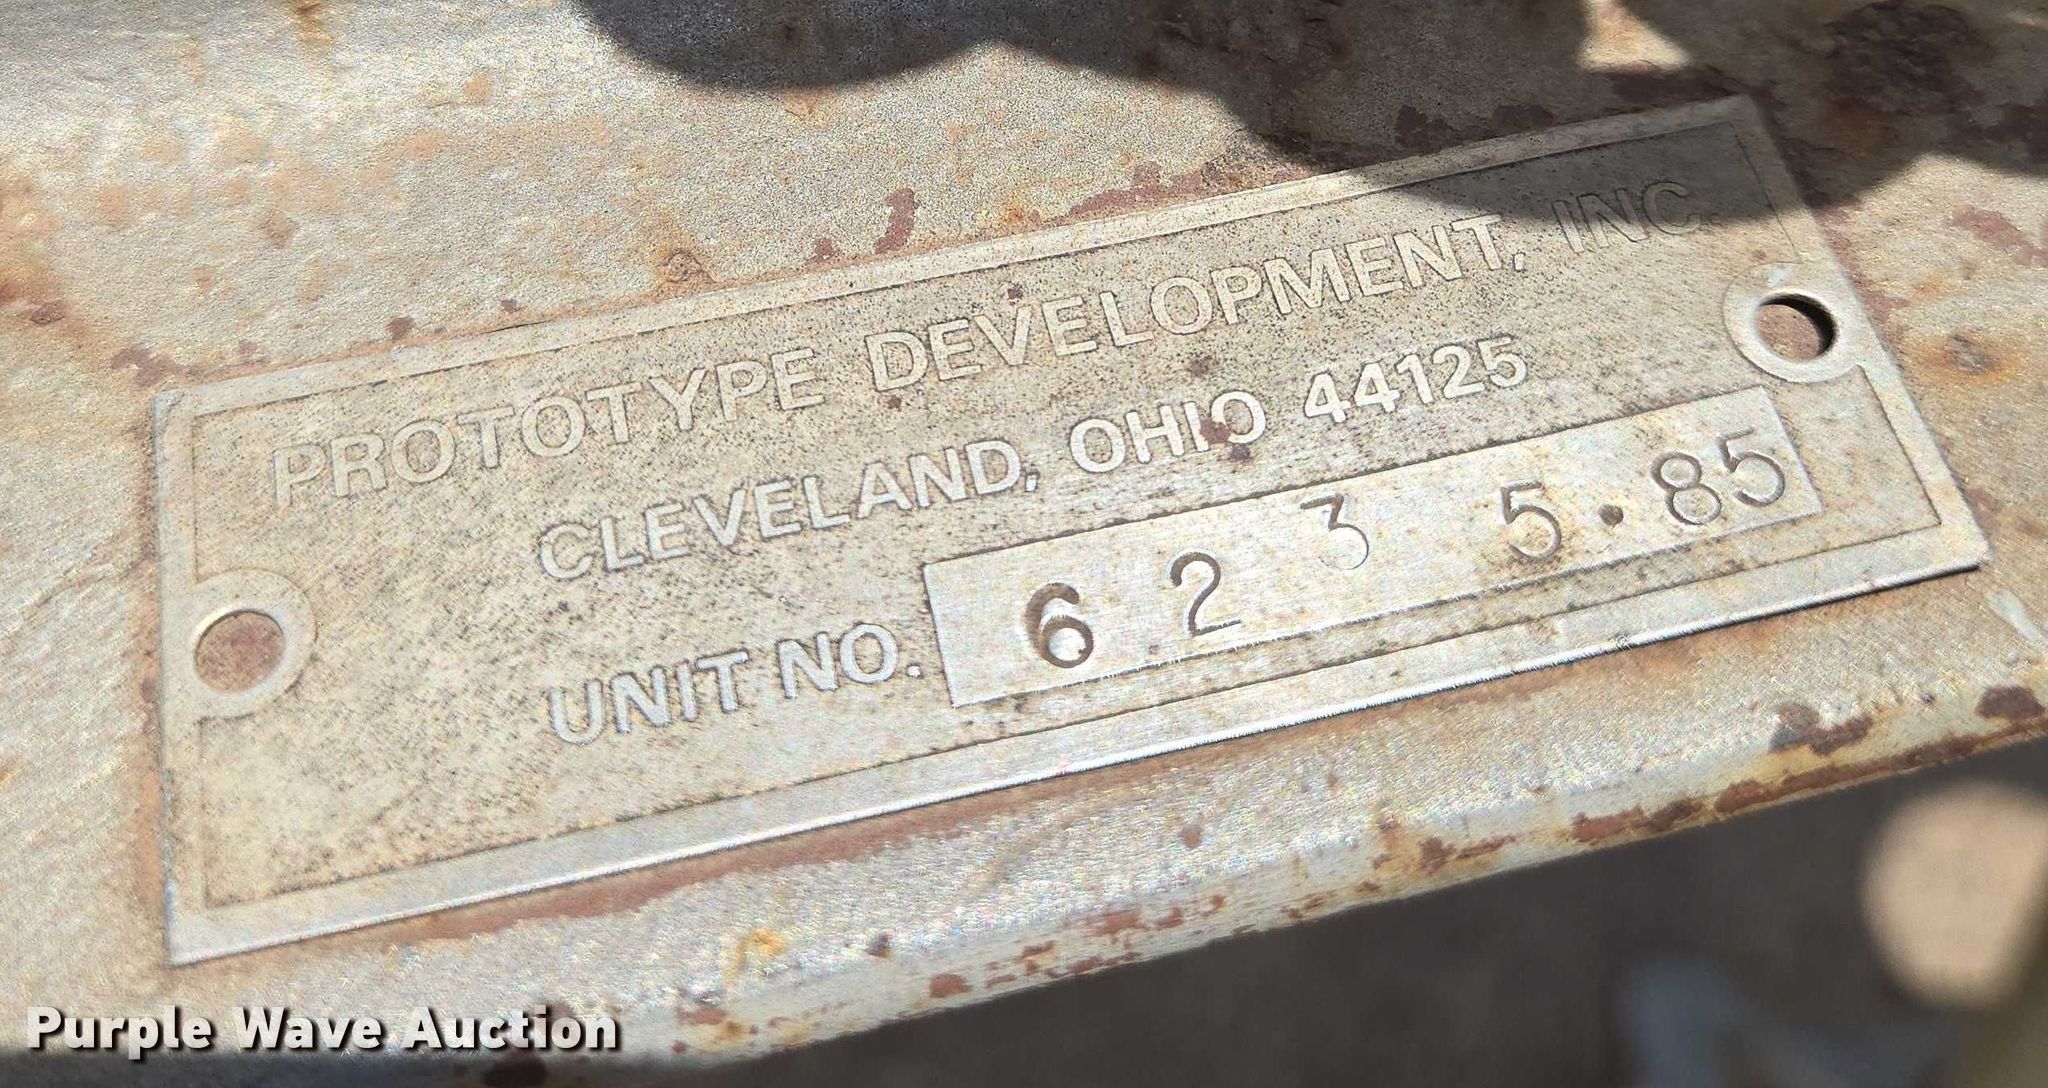 PROTOTYPE DEVELOPMENT, INC.
CLEVELAND, OHIO 44125
UNIT NO. 6 2 3 5.85
Purple Wave Auction